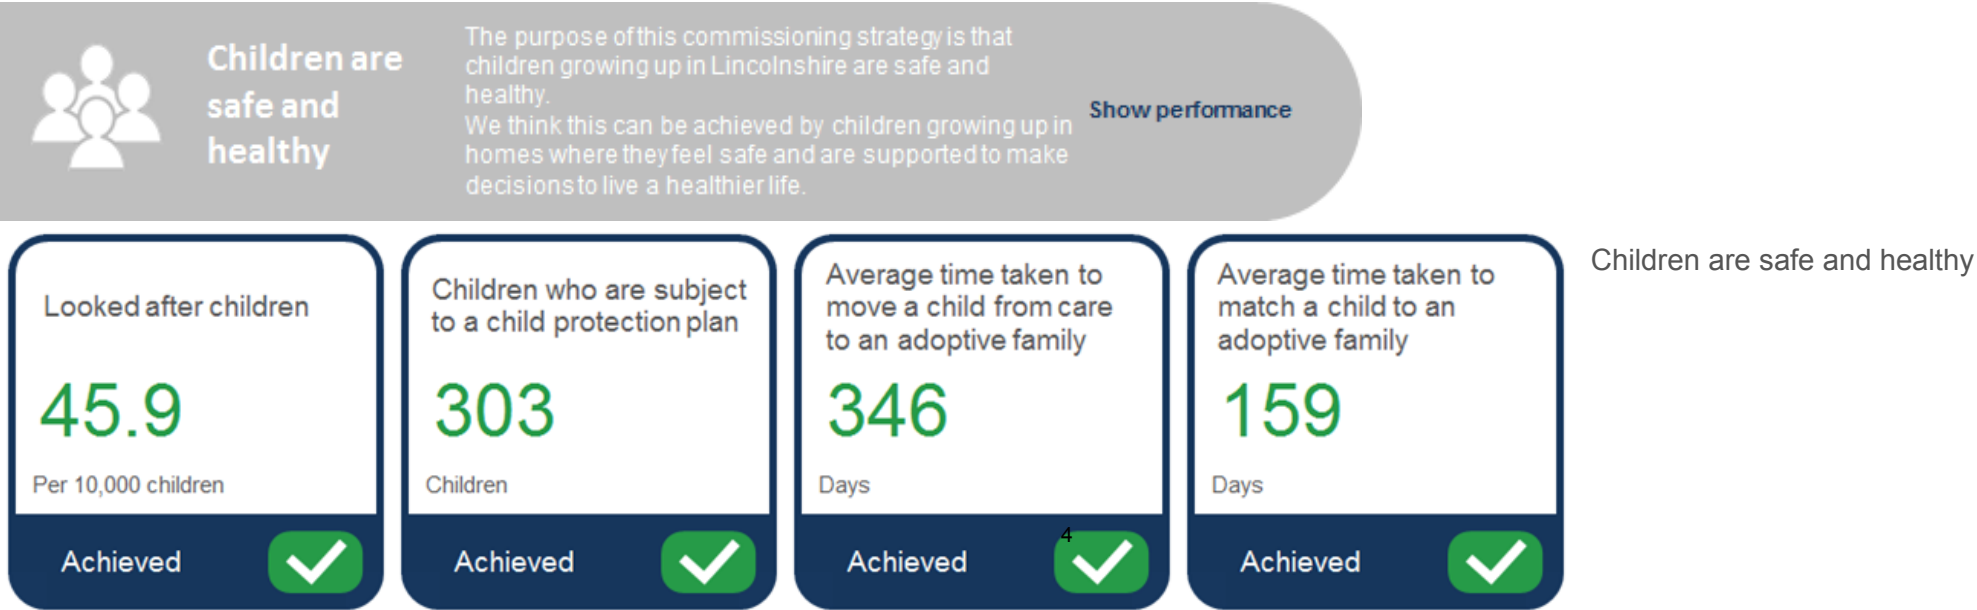 Children are
safe and
healthy
The purpose of this commissioning strategy is that
children growing up in Lincolnshire are safe and
healthy.
We think this can be achieved by children growing up in
homes where they feel safe and are supported to make
decisions to live a healthier life.
Show performance
Looked after children
45.9
Per 10,000 children
Achieved
Children who are subject
to a child protection plan
303
Children
Achieved
Average time taken to
move a child from care
to an adoptive family
346
Days
Achieved
4
Average time taken to
match a child to an
adoptive family
159
Days
Achieved
Children are safe and healthy